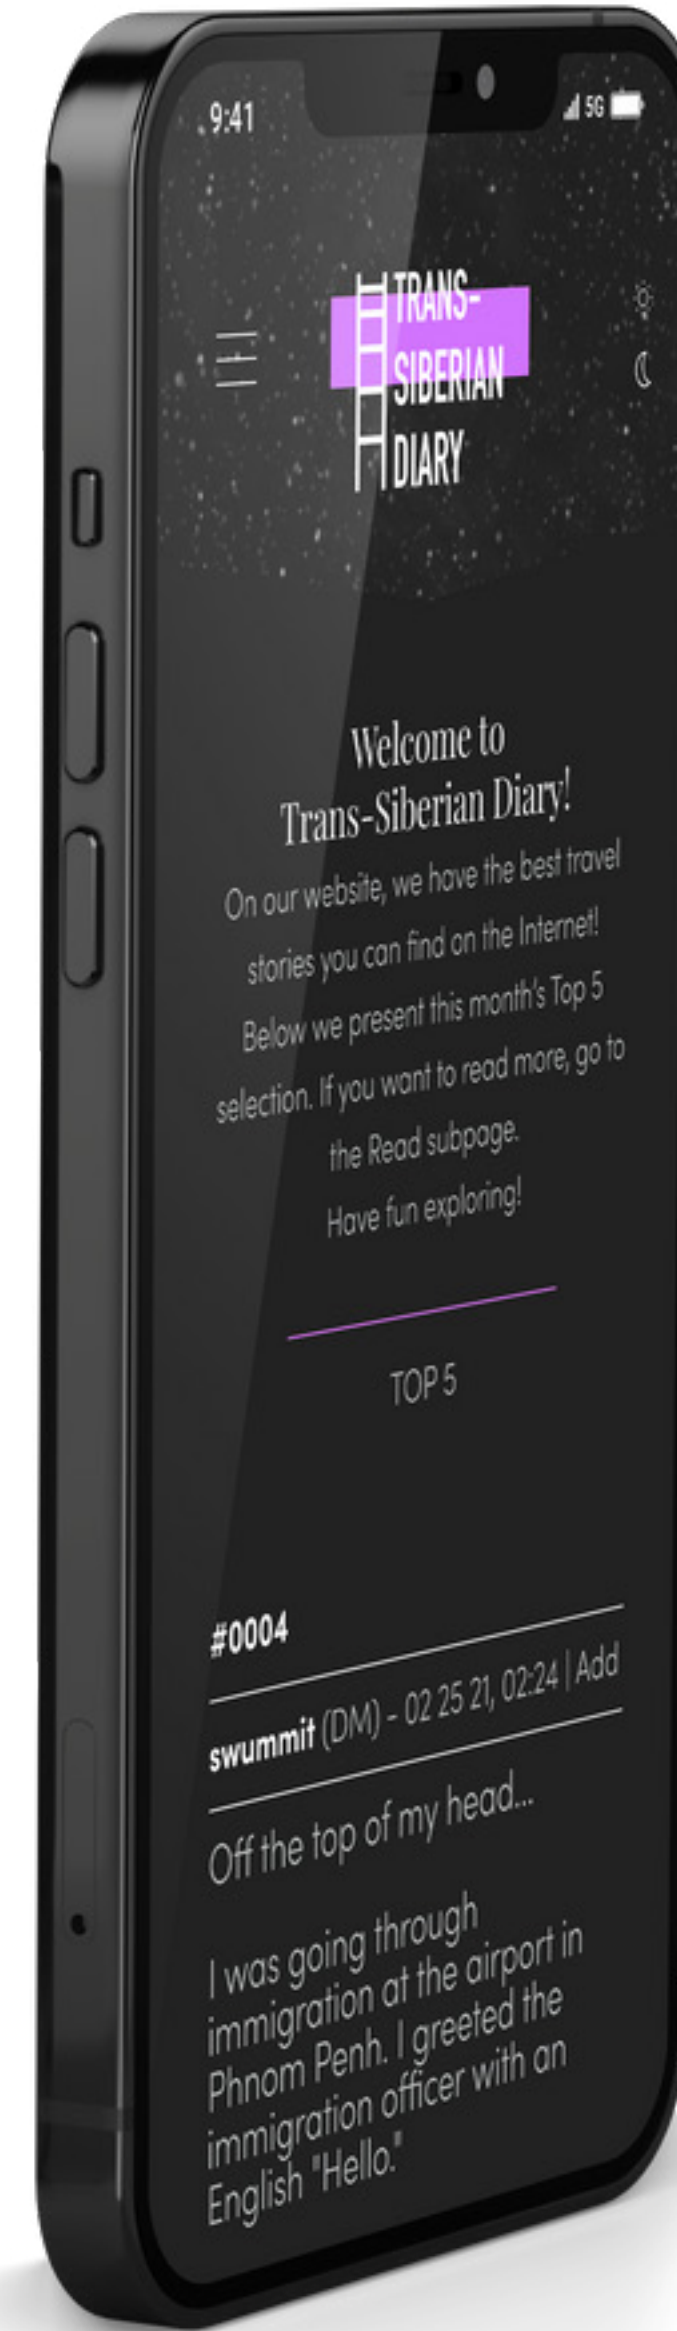 9:41
5G
TRANS-
SIBERIAN
DIARY
Welcome to
Trans-Siberian Diary!
On our website, we have the best travel
stories you can find on the Internet!
Below we present this month's Top 5
selection. If you want to read more, go to
the Read subpage.
Have fun exploring!
TOP 5
#0004
swummit (DM) - 02 25 21, 02:24 | Add
Off the top of my head...
I was going through
immigration at the airport in
Phnom Penh. I greeted the
immigration officer with an
English "Hello."